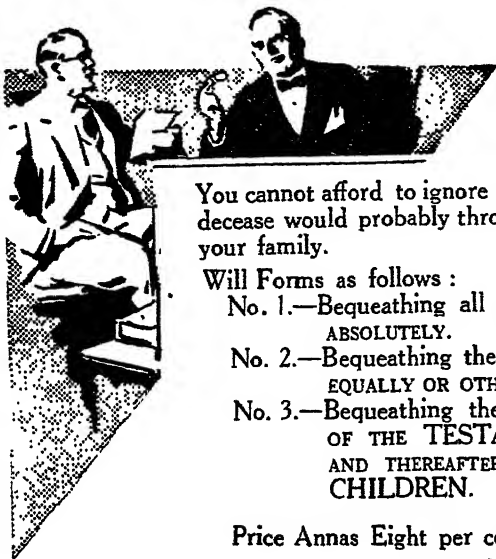 You cannot afford to ignore
decease would probably thro
your family.
Will Forms as follows :
No. 1.—Bequeathing all
ABSOLUTELY.
No. 2.—Bequeathing the
EQUALLY OR OTH
No. 3.—Bequeathing the
OF THE TESTA
AND THEREAFTER
CHILDREN.
Price Annas Eight per co